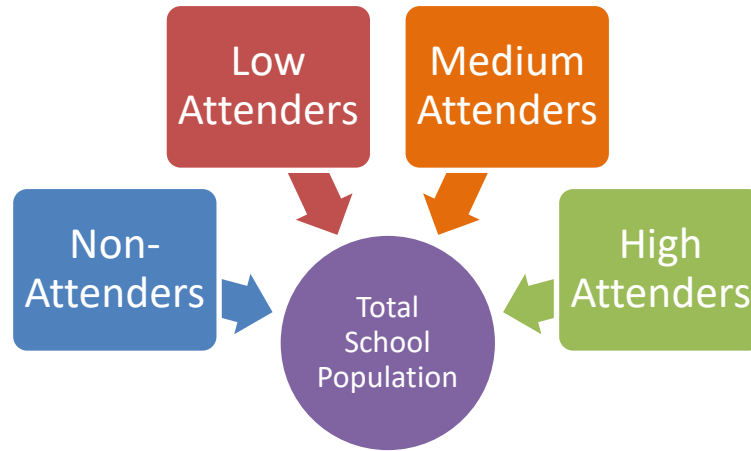 Low
Attenders
Medium
Attenders
Non-
Attenders
High
Attenders
Total
School
Population